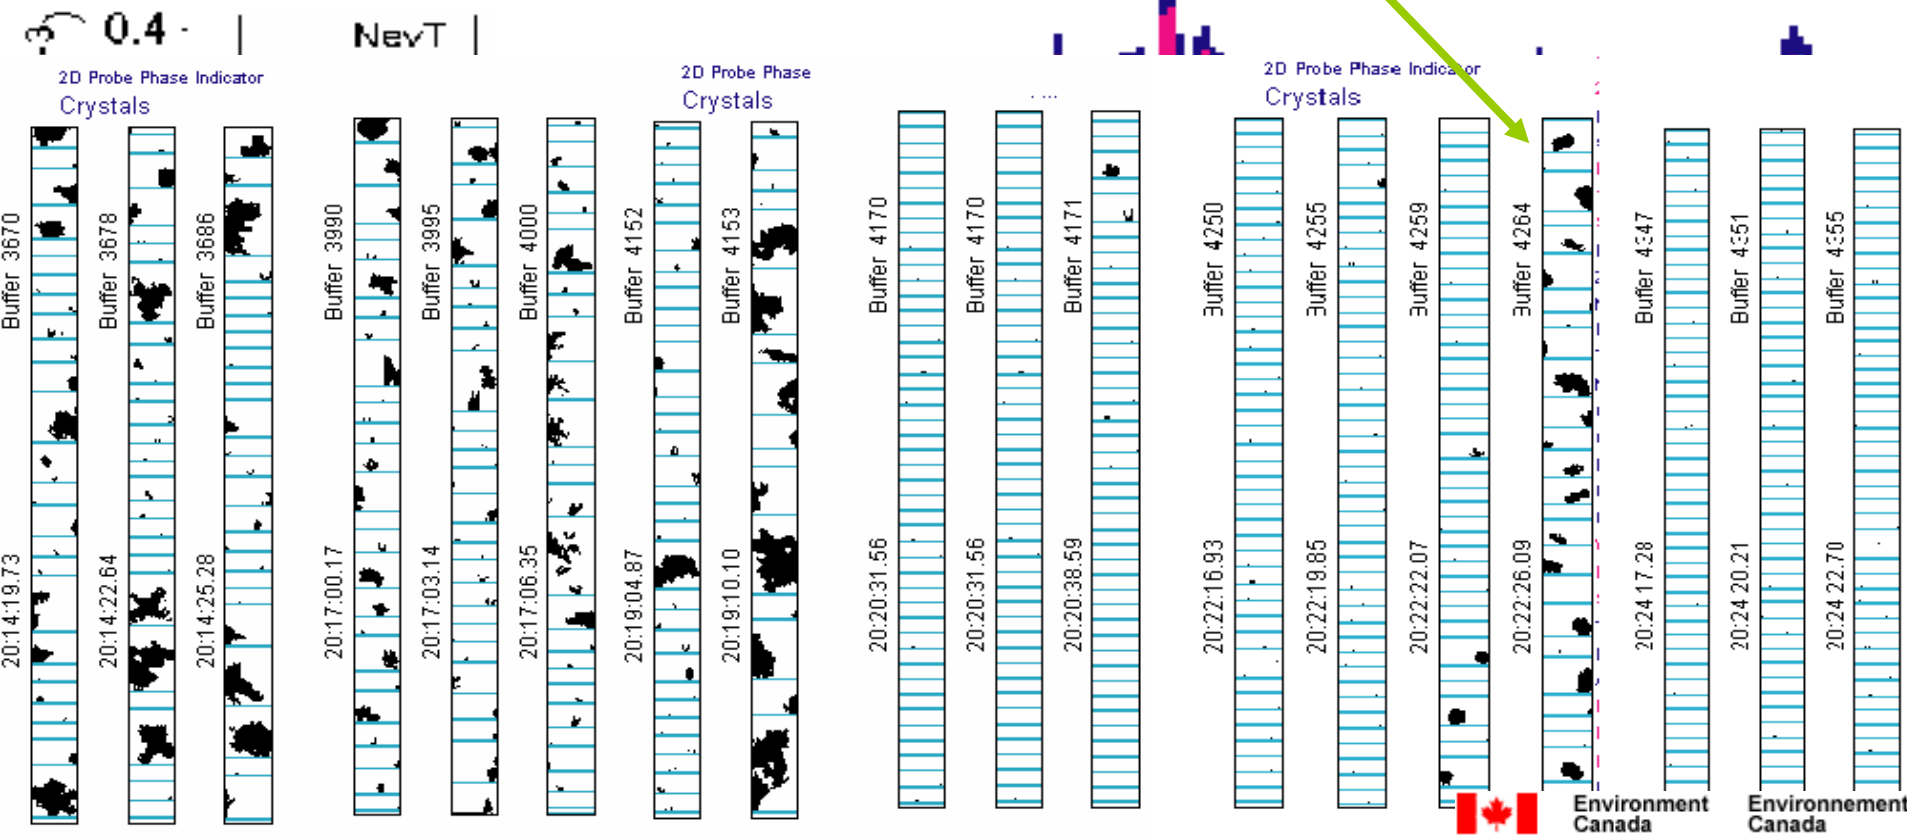 0.4
NevT
2D Probe Phase Indicator
Crystals
2D Probe Phase
Crystals
2D Probe Phase Indicator
Crystals
20:14:19.73 Buffer 3670
20:14:22.64 Buffer 3678
20:14:25.28 Buffer 3686
20:17:00.17 Buffer 3990
20:17:03.14 Buffer 3995
20:17:06.35 Buffer 4000
20:19:04.87 Buffer 4152
20:19:10.10 Buffer 4153
20:20:31.56 Buffer 4170
20:20:31.56 Buffer 4170
20:20:38.59 Buffer 4171
20:22:16.93 Buffer 4250
20:22:19.85 Buffer 4255
20:22:22.07 Buffer 4259
20:22:26.09 Buffer 4264
20:24:17.28 Buffer 4347
20:24:20.21 Buffer 4351
20:24:22.70 Buffer 4355
Environment
Canada
Environnement
Canada